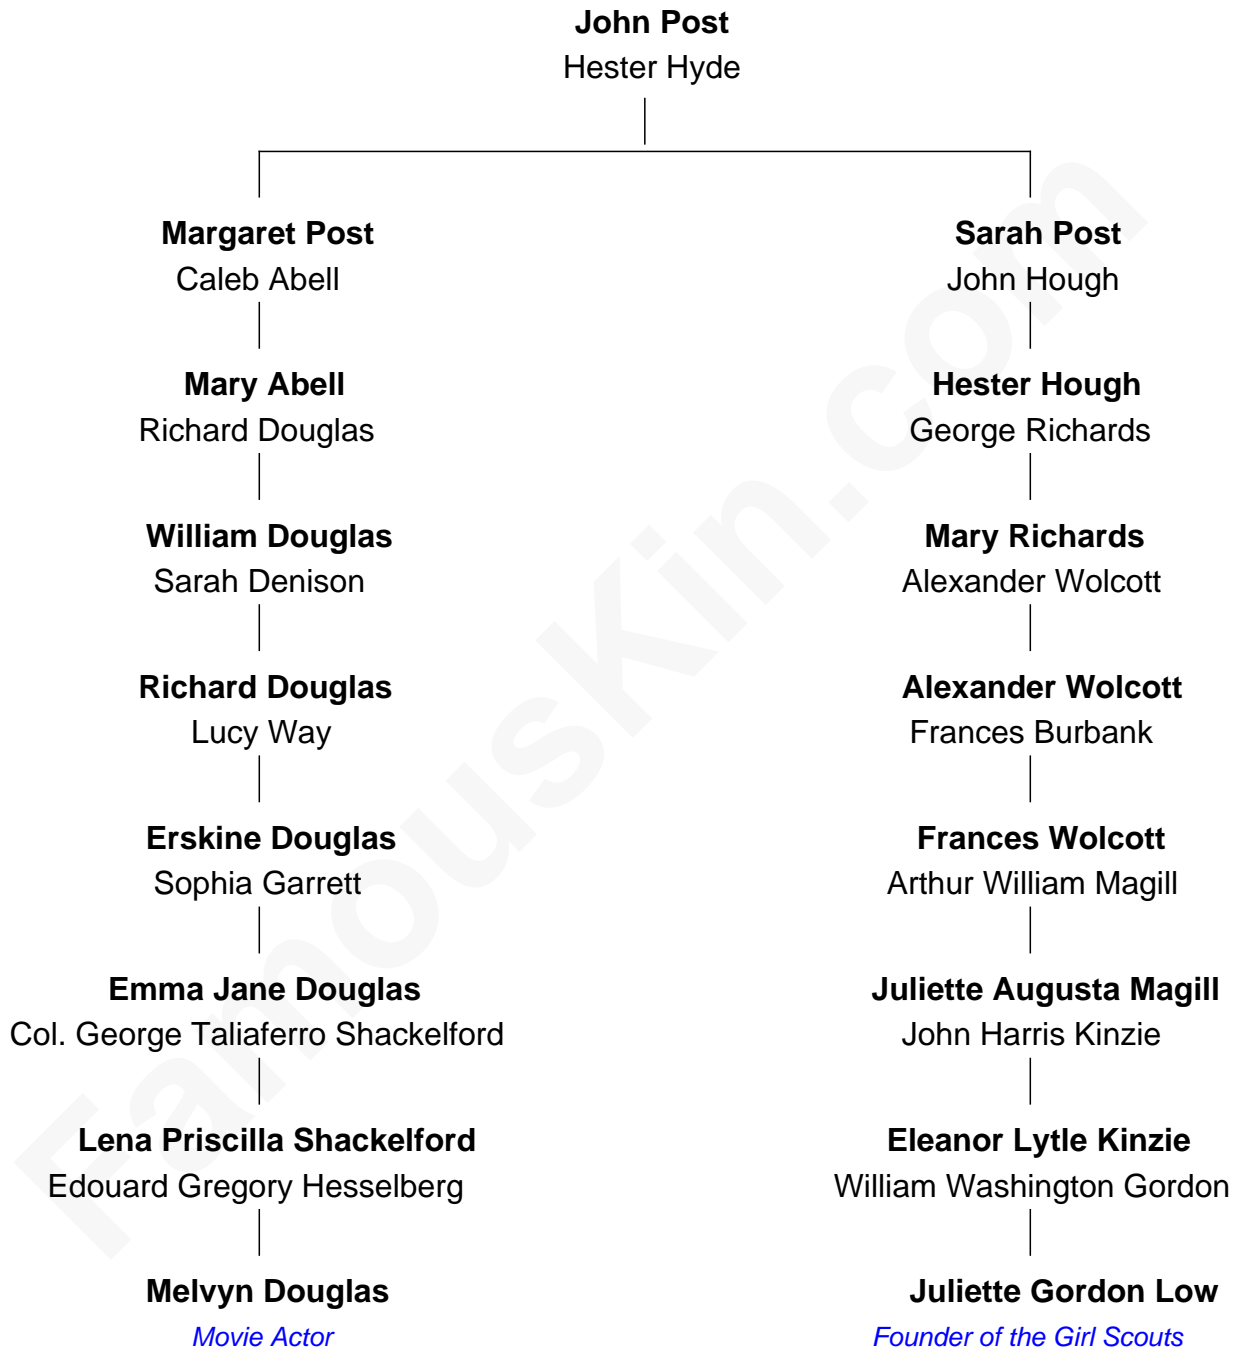 John Post
Hester Hyde
Margaret Post
Caleb Abell
Mary Abell
Richard Douglas
William Douglas
Sarah Denison
Richard Douglas
Lucy Way
Erskine Douglas
Sophia Garrett
Emma Jane Douglas
Col. George Taliaferro Shackelford
Lena Priscilla Shackelford
Edouard Gregory Hesselberg
Melvyn Douglas
Movie Actor
Sarah Post
John Hough
Hester Hough
George Richards
Mary Richards
Alexander Wolcott
Alexander Wolcott
Frances Burbank
Frances Wolcott
Arthur William Magill
Juliette Augusta Magill
John Harris Kinzie
Eleanor Lytle Kinzie
William Washington Gordon
Juliette Gordon Low
Founder of the Girl Scouts
FamousKin.com